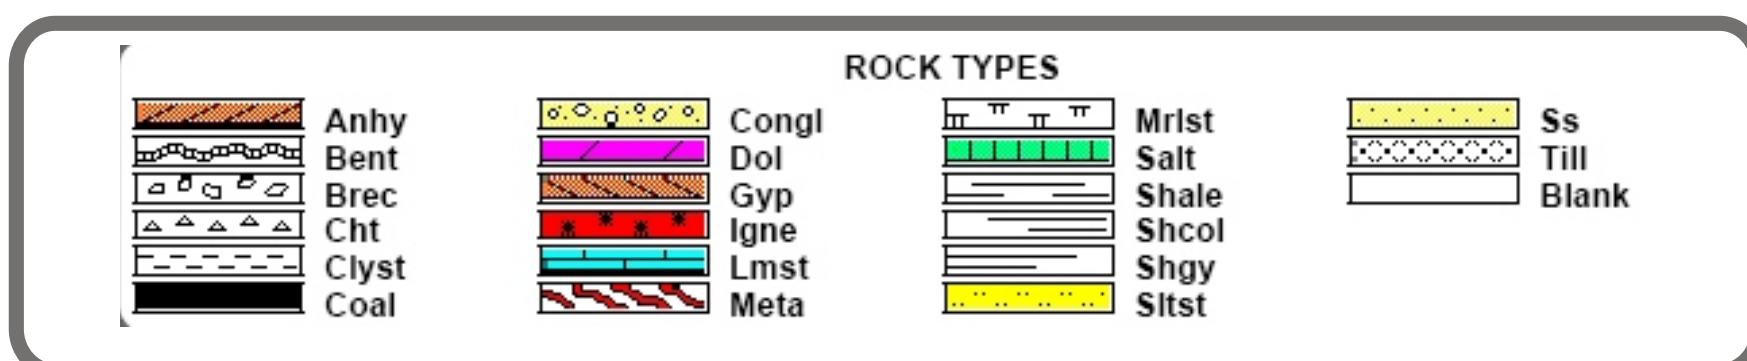 ROCK TYPES
Anhy
Bent
Brec
Cht
Clyst
Coal
Congl
Dol
Gyp
Igne
Lmst
Meta
Mrlst
Salt
Shale
Shcol
Shgy
Sltst
Ss
Till
Blank